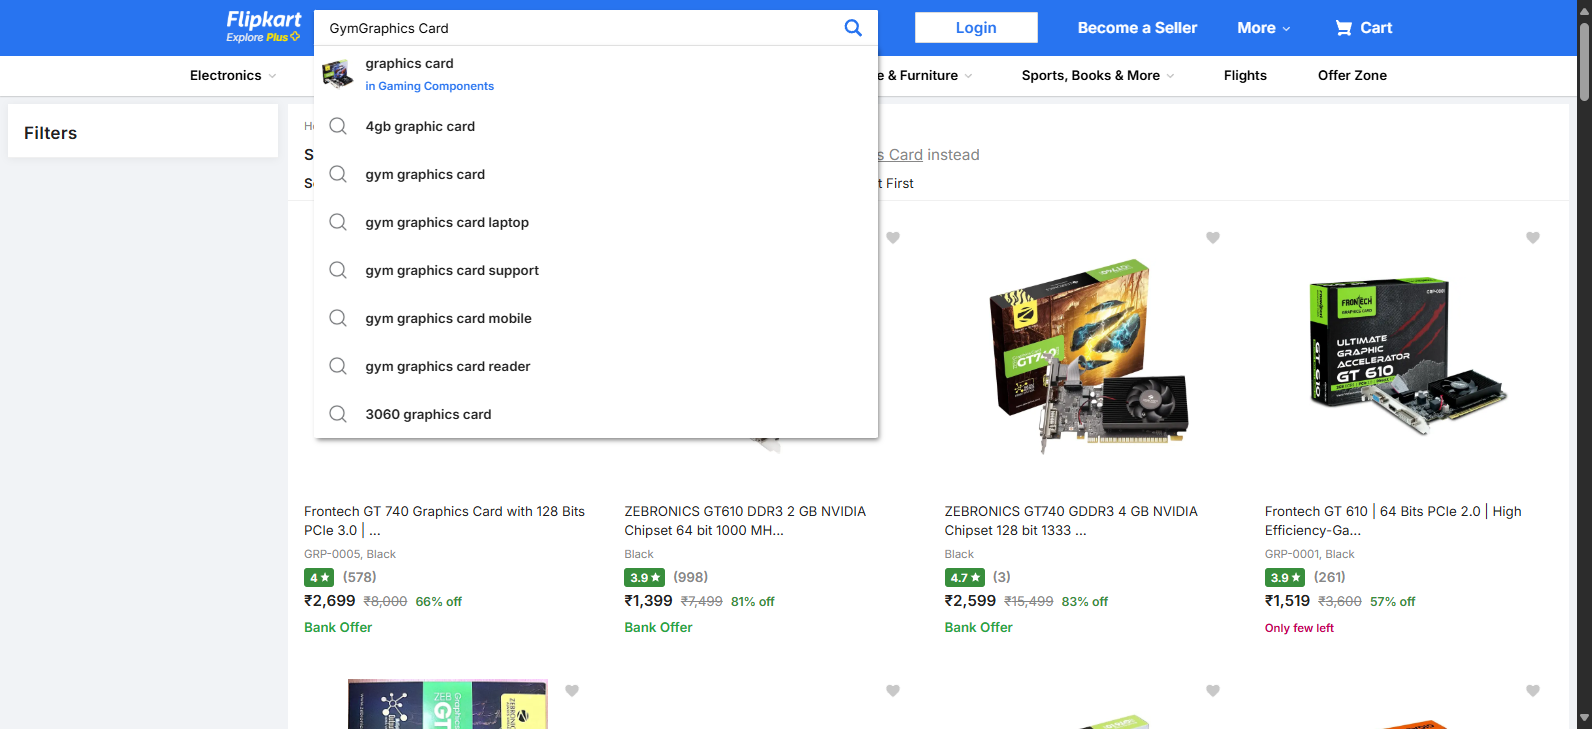 Flipkart
Explore Plus
GymGraphics Card
Login
Become a Seller
More
Cart
Electronics
e & Furniture
Sports, Books & More
Flights
Offer Zone
graphics card
in Gaming Components
4gb graphic card
gym graphics card
gym graphics card laptop
gym graphics card support
gym graphics card mobile
gym graphics card reader
3060 graphics card
Filters
s Card instead
t First
GT740
FRONTECH
GRAPHICS CARD
ULTIMATE
GRAPHIC
ACCELERATOR
GT 610
GT 610
Frontech GT 740 Graphics Card with 128 Bits
PCIe 3.0 | ...
GRP-0005, Black
4 (578)
₹2,699 ₹8,000 66% off
Bank Offer
ZEBRONICS GT610 DDR3 2 GB NVIDIA
Chipset 64 bit 1000 MH...
Black
3.9 (998)
₹1,399 ₹7,499 81% off
Bank Offer
ZEBRONICS GT740 GDDR3 4 GB NVIDIA
Chipset 128 bit 1333 ...
Black
4.7 (3)
₹2,599 ₹15,499 83% off
Bank Offer
Frontech GT 610 | 64 Bits PCIe 2.0 | High
Efficiency-Ga...
GRP-0001, Black
3.9 (261)
₹1,519 ₹3,600 57% off
Only few left